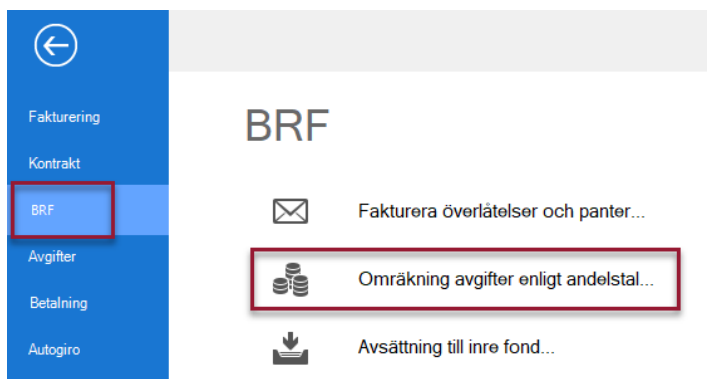 Fakturering
Kontrakt
BRF
Avgifter
Betalning
Autogiro
BRF
Fakturera överlåtelser och panter...
Omräkning avgifter enligt andelstal...
Avsättning till inre fond...